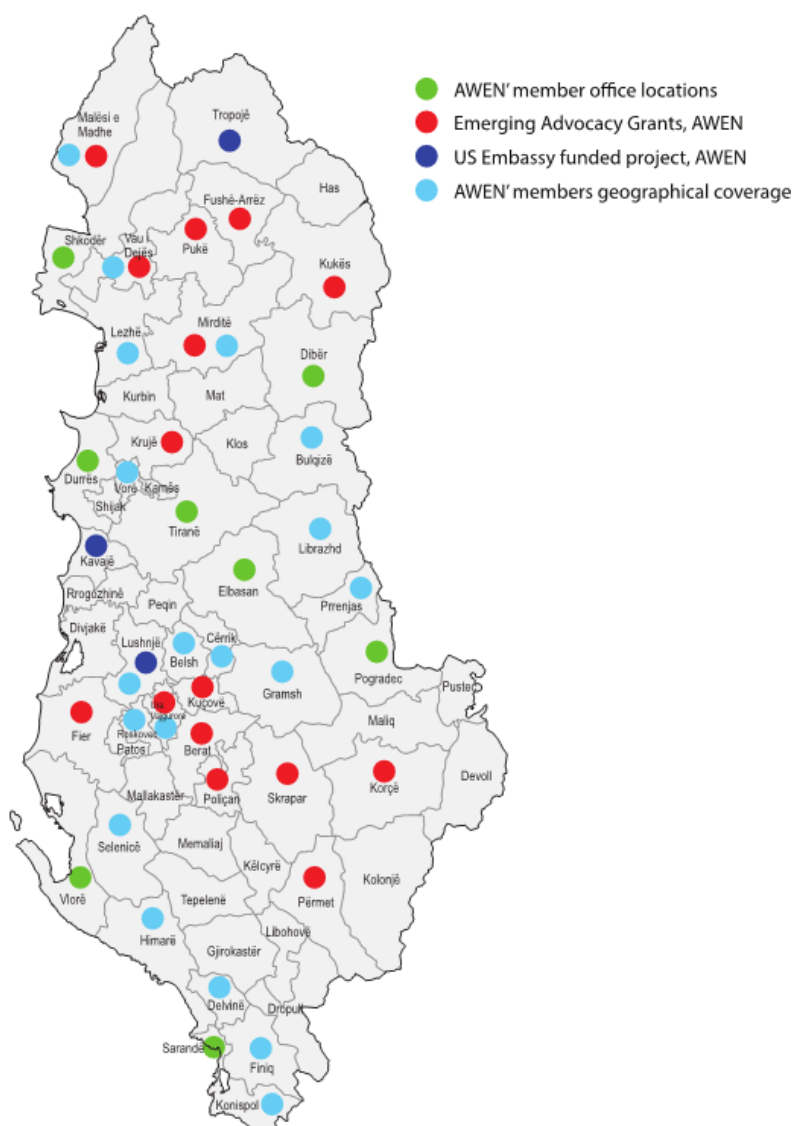 AWEN' member office locations
Emerging Advocacy Grants, AWEN
US Embassy funded project, AWEN
AWEN' members geographical coverage
Malësi e
Madhe
Tropojë
Has
Fushë-Arrëz
Pukë
Shkodër
Vau i
Dejës
Kukës
Lezhë
Mirditë
Dibër
Kurbin
Mat
Krujë
Klos
Bulqizë
Durrës
Vorë
Kamës
Shijak
Tiranë
Librazhd
Kavajë
Elbasan
Prrenjas
Rrogozhinë
Peqin
Divjakë
Lushnjë
Belsh
Cërrik
Gramsh
Pogradec
Pustec
Maliq
Kuçovë
Ura
Vajgurore
Fier
Roskovec
Patos
Berat
Poliçan
Skrapar
Korçë
Devoll
Mallakastër
Selenicë
Memaliaj
Këlcyrë
Kolonjë
Vlorë
Tepelenë
Përmet
Himarë
Libohovë
Gjirokastër
Delvinë
Dropull
Sarandë
Finiq
Konispol